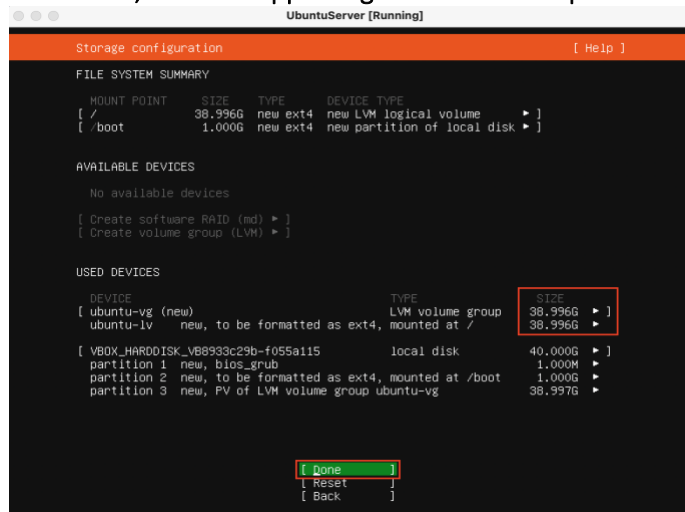 UbuntuServer [Running]
Storage configuration [ Help ]
FILE SYSTEM SUMMARY
MOUNT POINT SIZE TYPE DEVICE TYPE
[ / 38.996G new ext4 new LVM logical volume ▸ ]
[ /boot 1.000G new ext4 new partition of local disk ▸ ]
AVAILABLE DEVICES
No available devices
[ Create software RAID (md) ▸ ]
[ Create volume group (LVM) ▸ ]
USED DEVICES
DEVICE TYPE SIZE
[ ubuntu-vg (new) LVM volume group 38.996G ▸ ]
ubuntu-lv new, to be formatted as ext4, mounted at / 38.996G ▸
[ VBOX_HARDDISK_VB8933c29b-f055a115 local disk 40.000G ▸ ]
partition 1 new, bios_grub 1.000M ▸
partition 2 new, to be formatted as ext4, mounted at /boot 1.000G ▸
partition 3 new, PV of LVM volume group ubuntu-vg 38.997G ▸
[ Done ]
[ Reset ]
[ Back ]